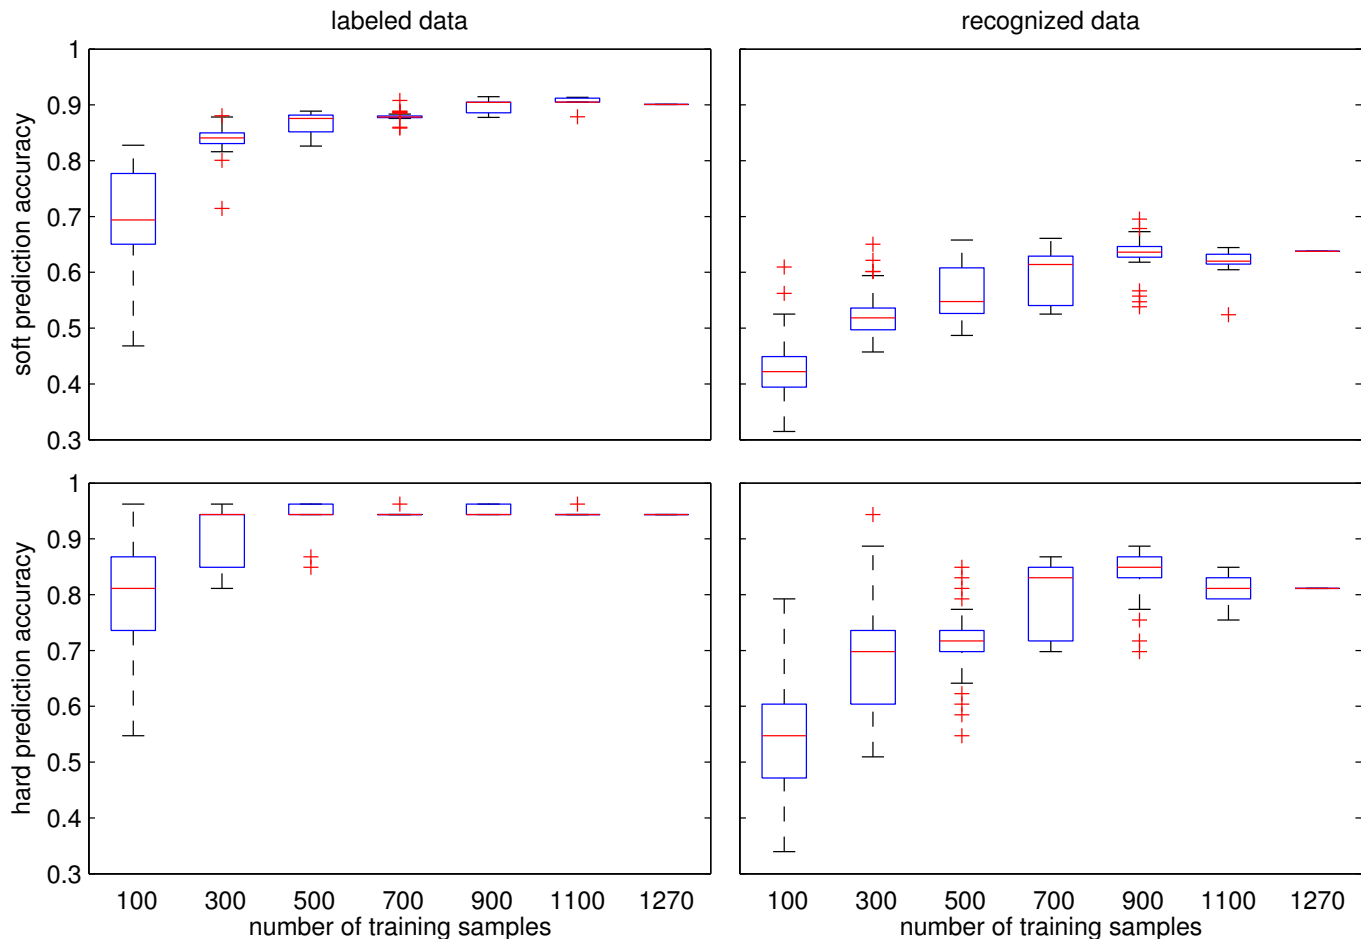 labeled data
recognized data
soft prediction accuracy
1
0.9
0.8
0.7
0.6
0.5
0.4
0.3
hard prediction accuracy
1
0.9
0.8
0.7
0.6
0.5
0.4
0.3
100 300 500 700 900 1100 1270
number of training samples
100 300 500 700 900 1100 1270
number of training samples